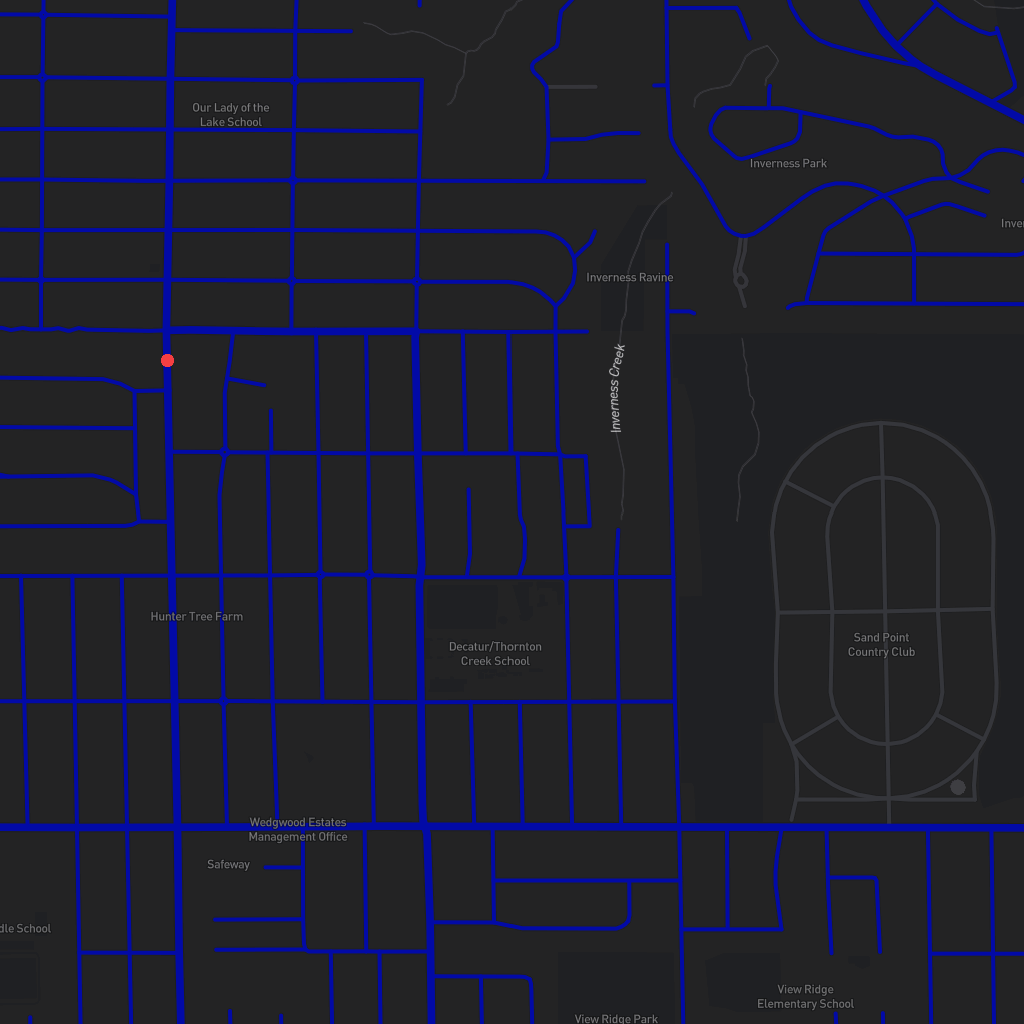 Our Lady of the
Lake School
Inverness Park
Inver
Inverness Ravine
Inverness Creek
Hunter Tree Farm
Decatur/Thornton
Creek School
Sand Point
Country Club
Wedgwood Estates
Management Office
Safeway
dle School
View Ridge
Elementary School
View Ridge Park